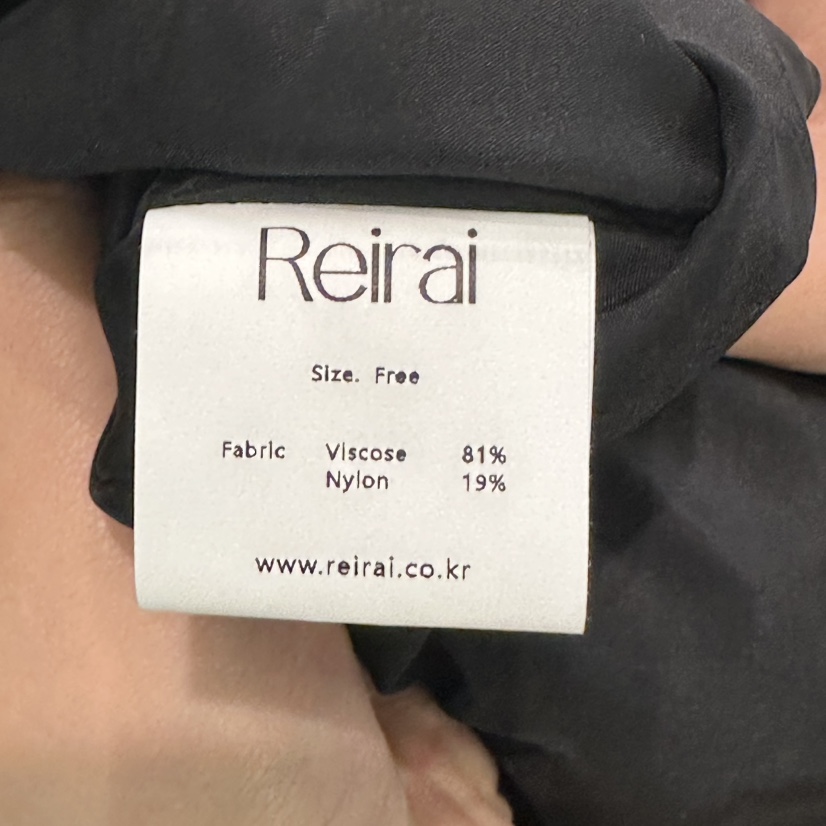 Reirai
Size. Free
Fabric Viscose 81%
Nylon 19%
www.reirai.co.kr